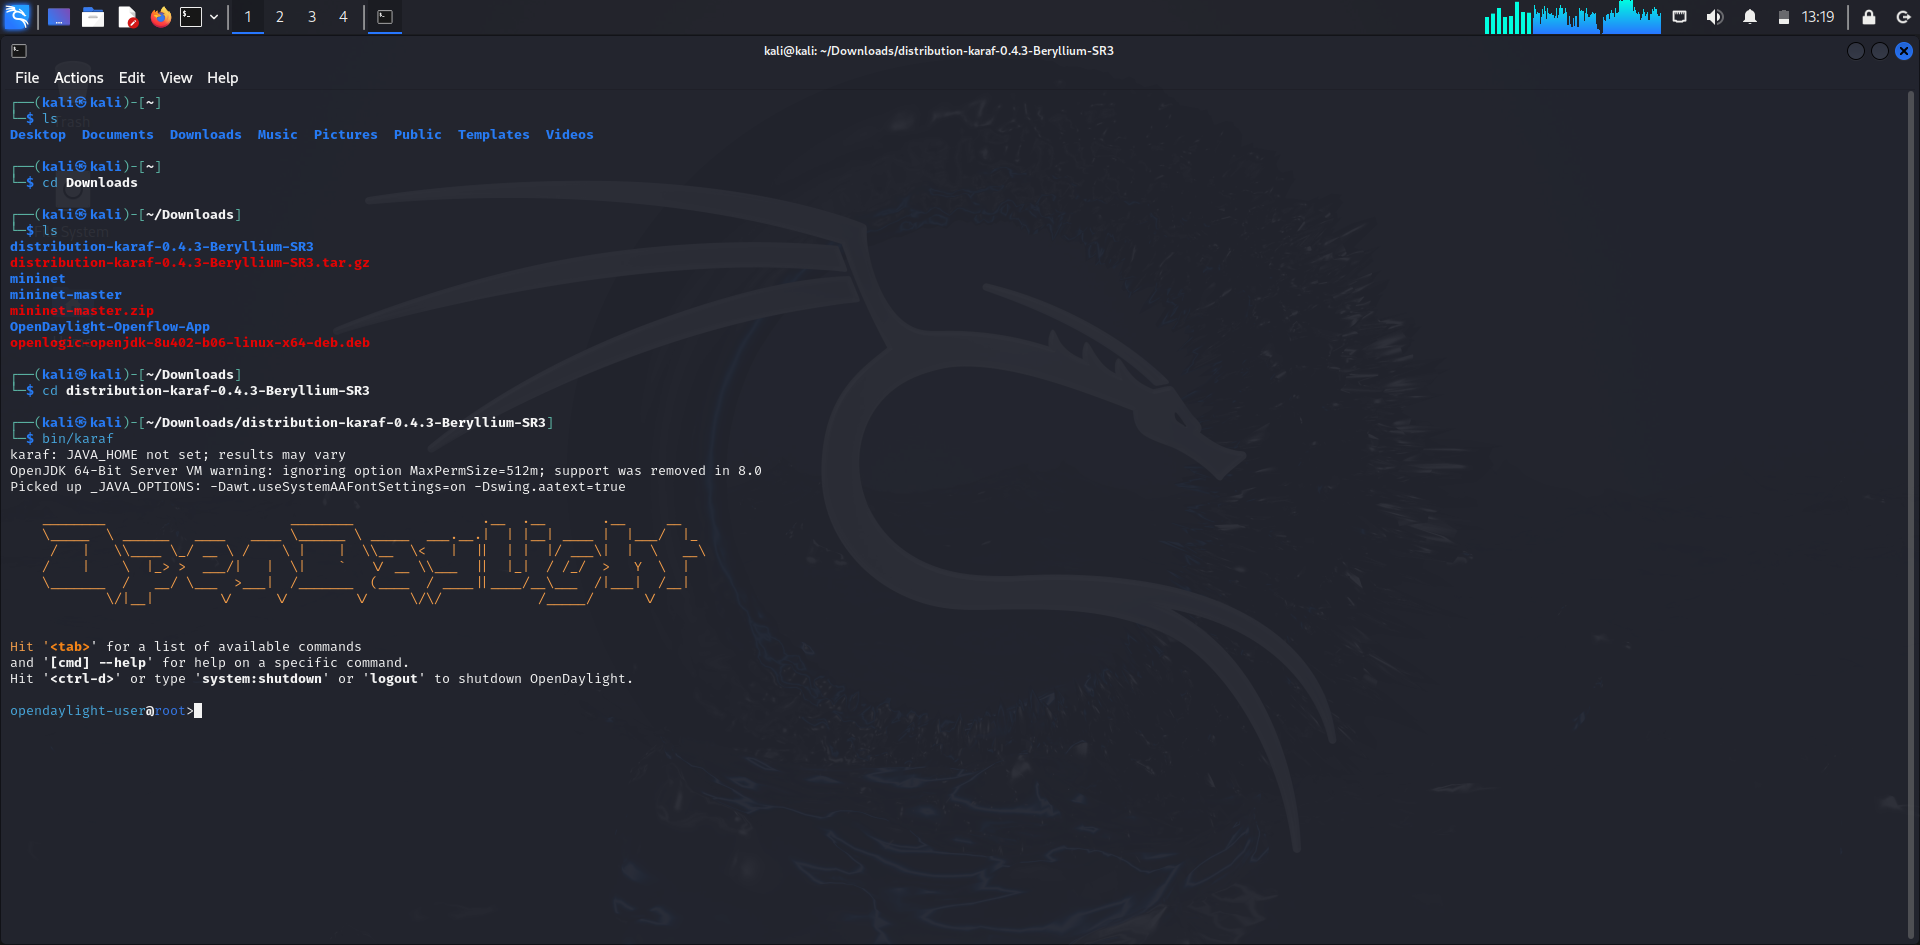 1 2 3 4 13:19
kali@kali: ~/Downloads/distribution-karaf-0.4.3-Beryllium-SR3
File Actions Edit View Help
┌──(kali㉿kali)-[~]
└─$ ls
Desktop  Documents  Downloads  Music  Pictures  Public  Templates  Videos
┌──(kali㉿kali)-[~]
└─$ cd Downloads
┌──(kali㉿kali)-[~/Downloads]
└─$ ls
distribution-karaf-0.4.3-Beryllium-SR3
distribution-karaf-0.4.3-Beryllium-SR3.tar.gz
mininet
mininet-master
mininet-master.zip
OpenDaylight-Openflow-App
openlogic-openjdk-8u402-b06-linux-x64-deb.deb
┌──(kali㉿kali)-[~/Downloads]
└─$ cd distribution-karaf-0.4.3-Beryllium-SR3
┌──(kali㉿kali)-[~/Downloads/distribution-karaf-0.4.3-Beryllium-SR3]
└─$ bin/karaf
karaf: JAVA_HOME not set; results may vary
OpenJDK 64-Bit Server VM warning: ignoring option MaxPermSize=512m; support was removed in 8.0
Picked up _JAVA_OPTIONS: -Dawt.useSystemAAFontSettings=on -Dswing.aatext=true
OpenDaylight
Hit '<tab>' for a list of available commands
and '[cmd] --help' for help on a specific command.
Hit '<ctrl-d>' or type 'system:shutdown' or 'logout' to shutdown OpenDaylight.
opendaylight-user@root>